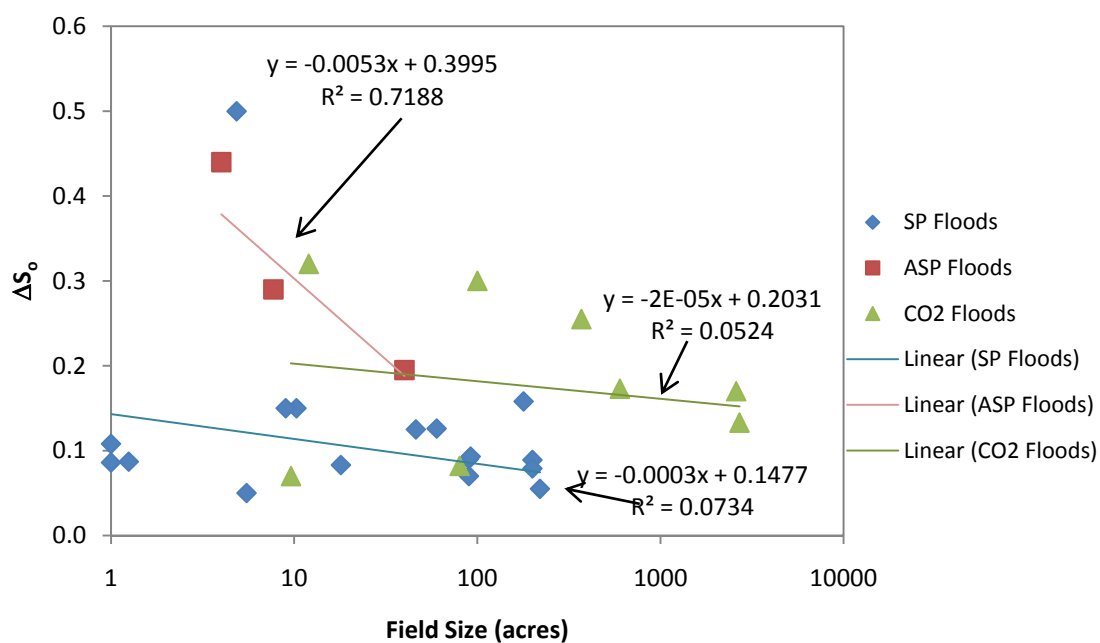 0.6
0.5
0.4
0.3
0.2
0.1
0.0
ΔSₒ
y = -0.0053x + 0.3995
R² = 0.7188
y = -2E-05x + 0.2031
R² = 0.0524
y = -0.0003x + 0.1477
R² = 0.0734
1 10 100 1000 10000
Field Size (acres)
SP Floods
ASP Floods
CO2 Floods
Linear (SP Floods)
Linear (ASP Floods)
Linear (CO2 Floods)